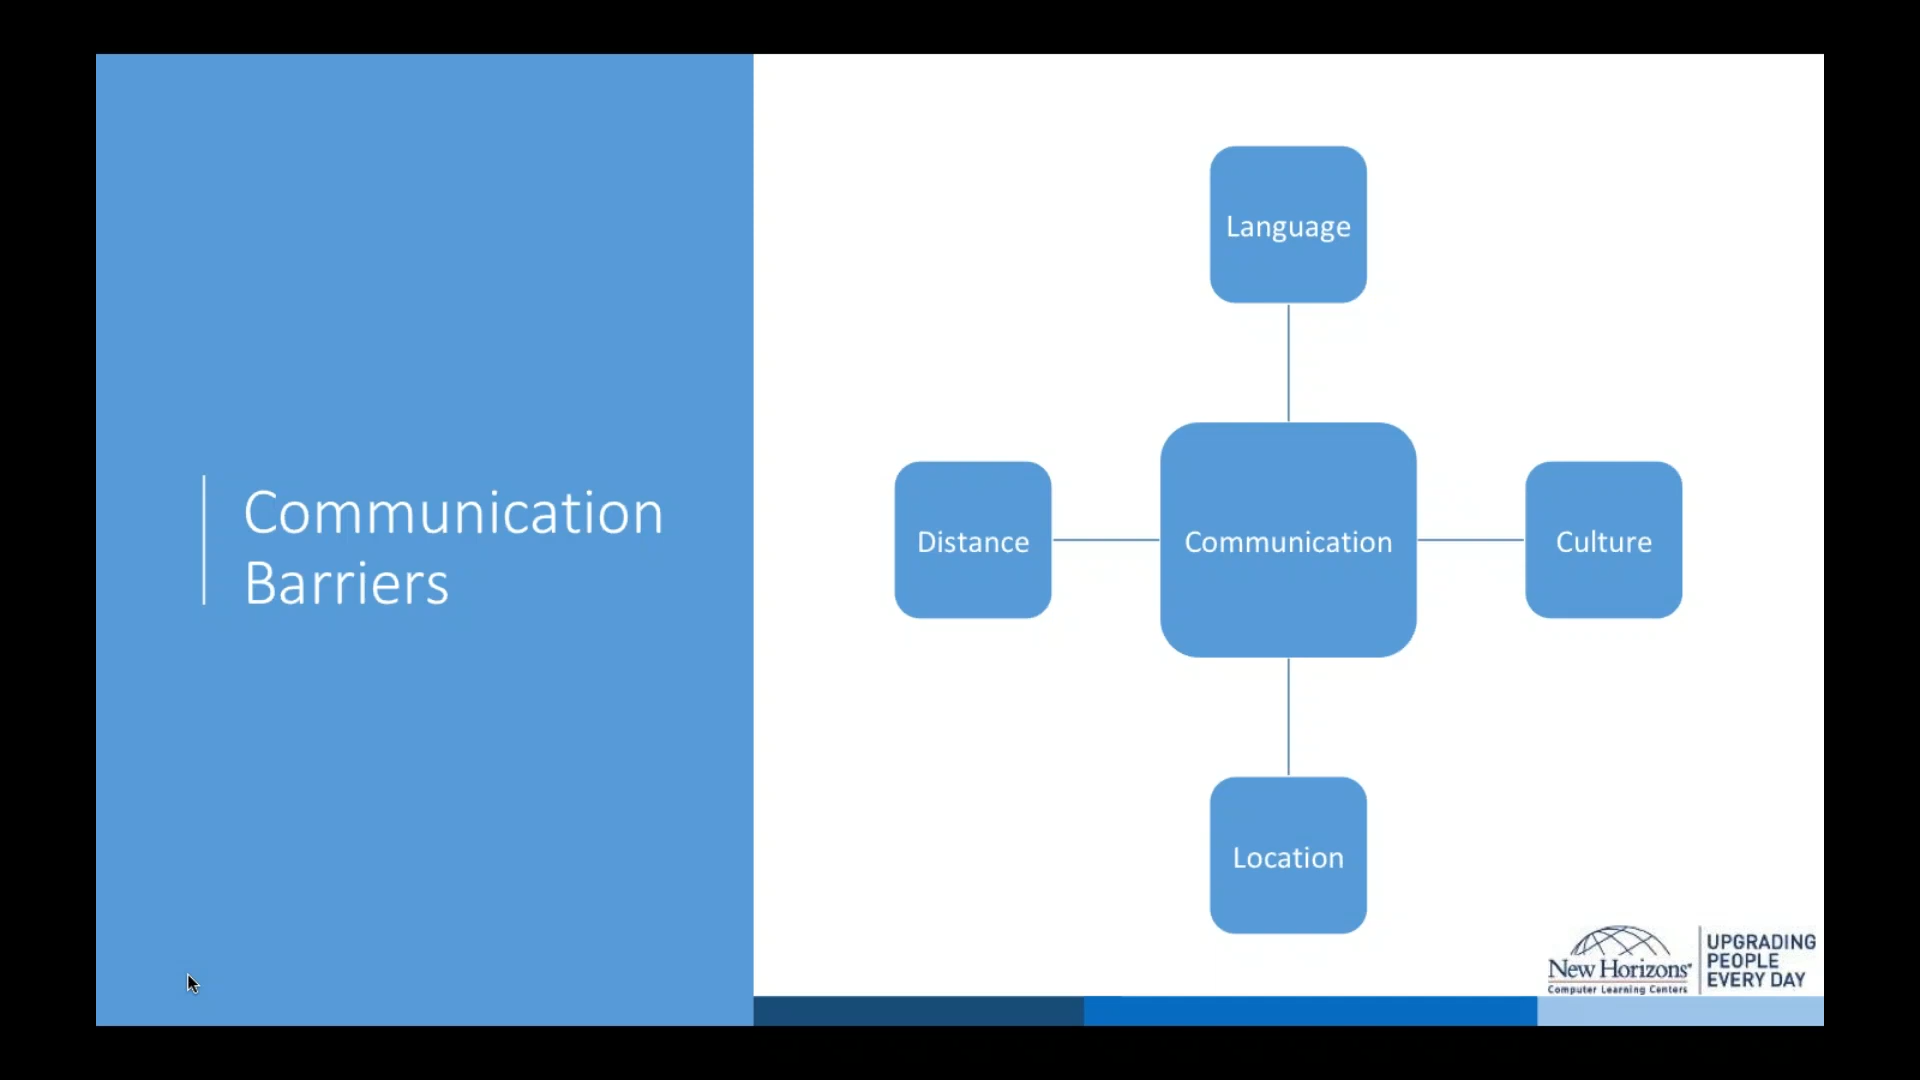 Communication
Barriers
Language
Distance
Communication
Culture
Location
New Horizons®
Computer Learning Centers
UPGRADING
PEOPLE
EVERY DAY